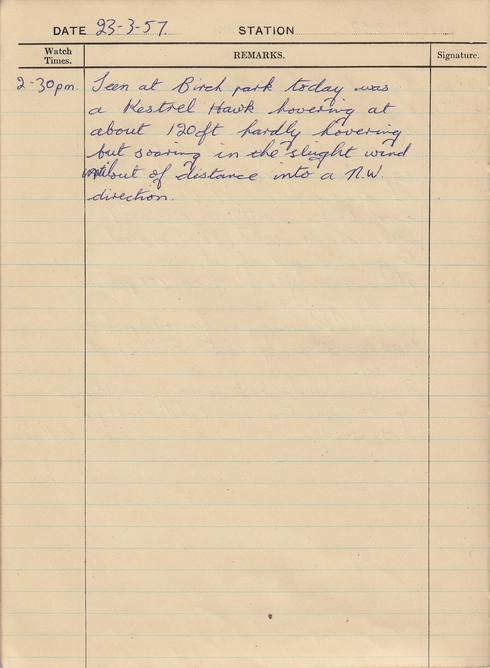 DATE 23-3-57. STATION
Watch Times. REMARKS. Signature.
2-30pm. Seen at Birch park today was
a Kestrel Hawk hovering at
about 120ft hardly hovering
but soaring in the slight wind
until out of distance into a N.W.
direction.